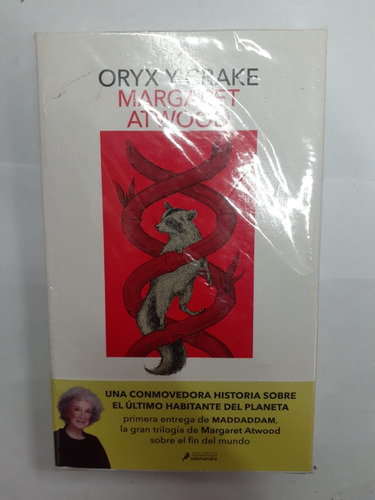 ORYX Y CRAKE
MARGARET
ATWOOD
UNA CONMOVEDORA HISTORIA SOBRE
EL ÚLTIMO HABITANTE DEL PLANETA
primera entrega de MADDADDAM,
la gran trilogía de Margaret Atwood
sobre el fin del mundo
salamandra